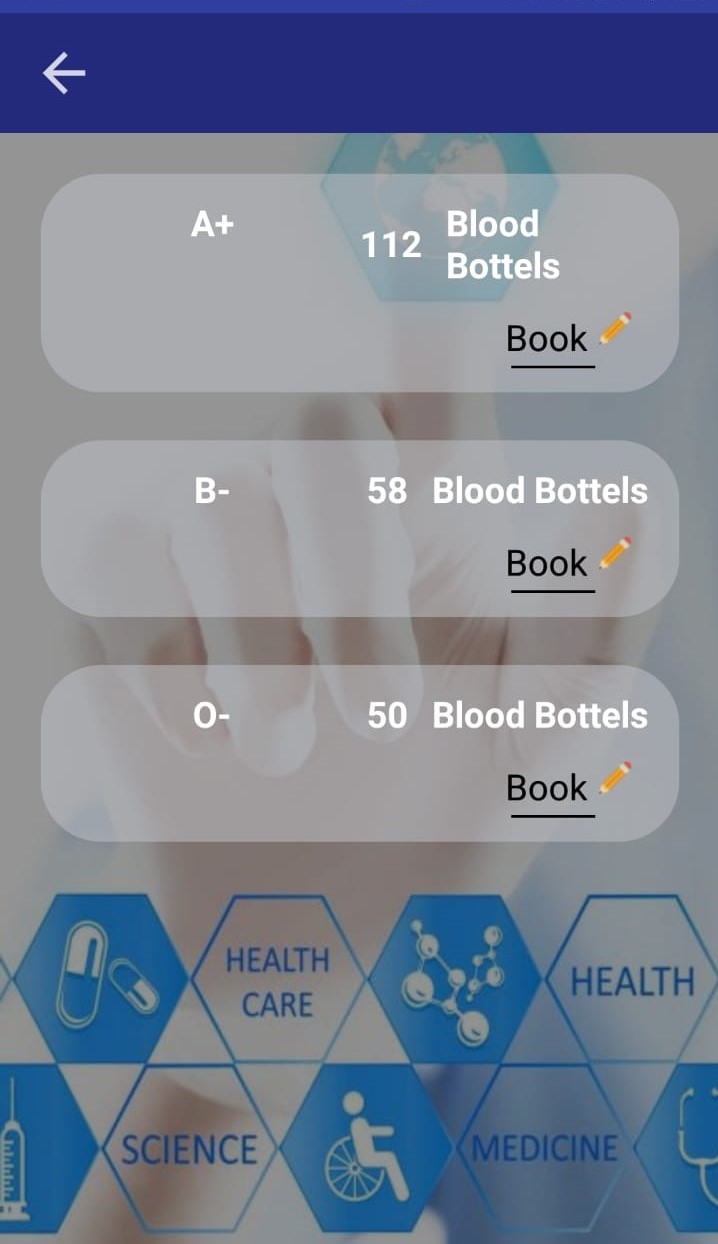 A+
112
Blood
Bottels
Book
B-
58 Blood Bottels
Book
O-
50 Blood Bottels
Book
HEALTH
CARE
HEALTH
SCIENCE
MEDICINE